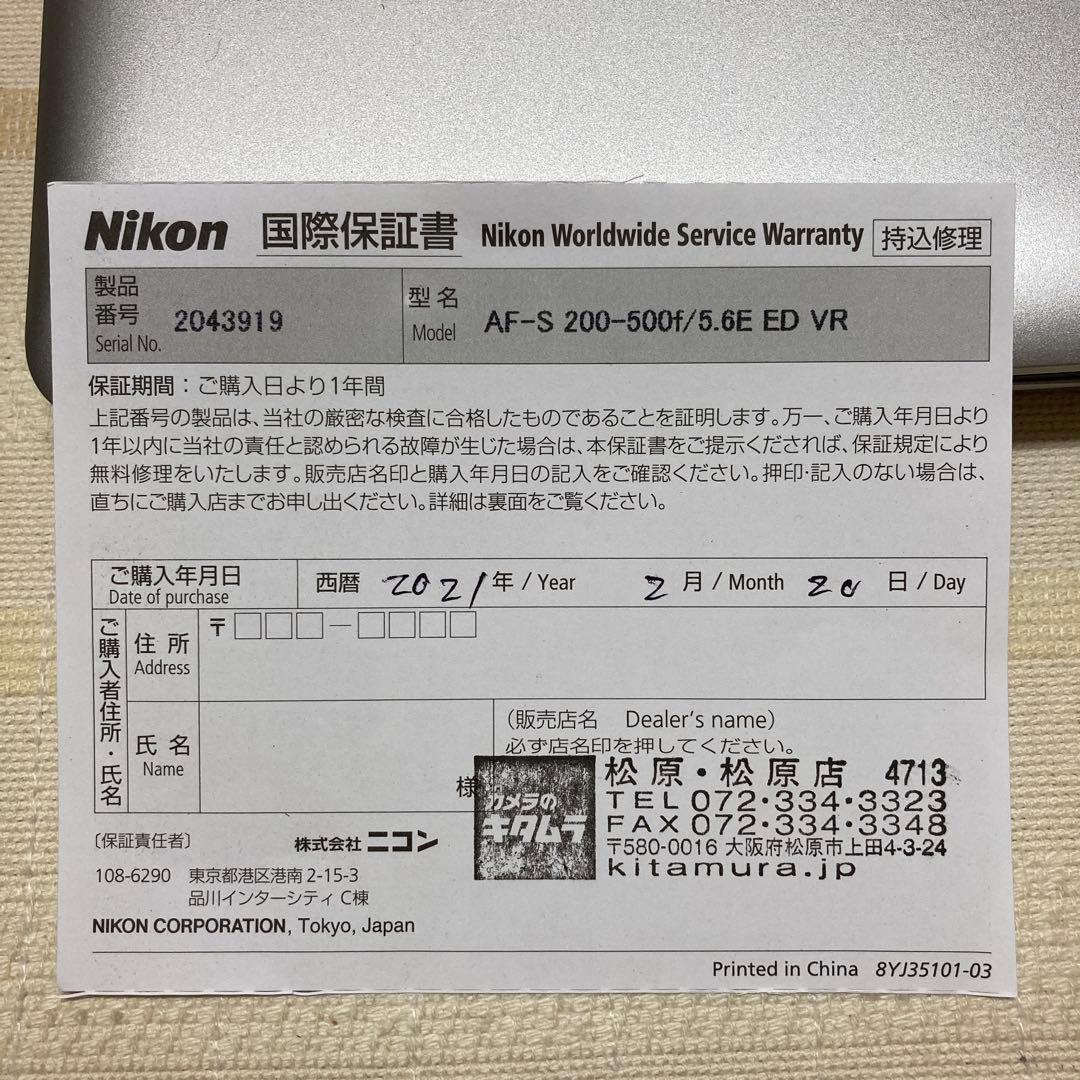 Nikon 国際保証書 Nikon Worldwide Service Warranty 持込修理
製品番号 Serial No. 2043919 型名 Model AF-S 200-500f/5.6E ED VR
保証期間：ご購入日より1年間
上記番号の製品は、当社の厳密な検査に合格したものであることを証明します。万一、ご購入年月日より
1年以内に当社の責任と認められる故障が生じた場合は、本保証書をご提示くだされば、保証規定により
無料修理をいたします。販売店名印と購入年月日の記入をご確認ください。押印・記入のない場合は、
直ちにご購入店までお申し出ください。詳細は裏面をご覧ください。
ご購入年月日 Date of purchase 西暦 2021年 / Year 2月 / Month 20日 / Day
ご購入者住所・氏名
住所 Address 〒□□□－□□□□
氏名 Name 様
（販売店名 Dealer's name）
必ず店名印を押してください。
カメラの
キタムラ
松原・松原店 4713
TEL 072・334・3323
FAX 072・334・3348
〒580-0016 大阪府松原市上田4-3-24
kitamura.jp
〔保証責任者〕 株式会社ニコン
108-6290 東京都港区港南2-15-3
品川インターシティ C棟
NIKON CORPORATION, Tokyo, Japan
Printed in China 8YJ35101-03